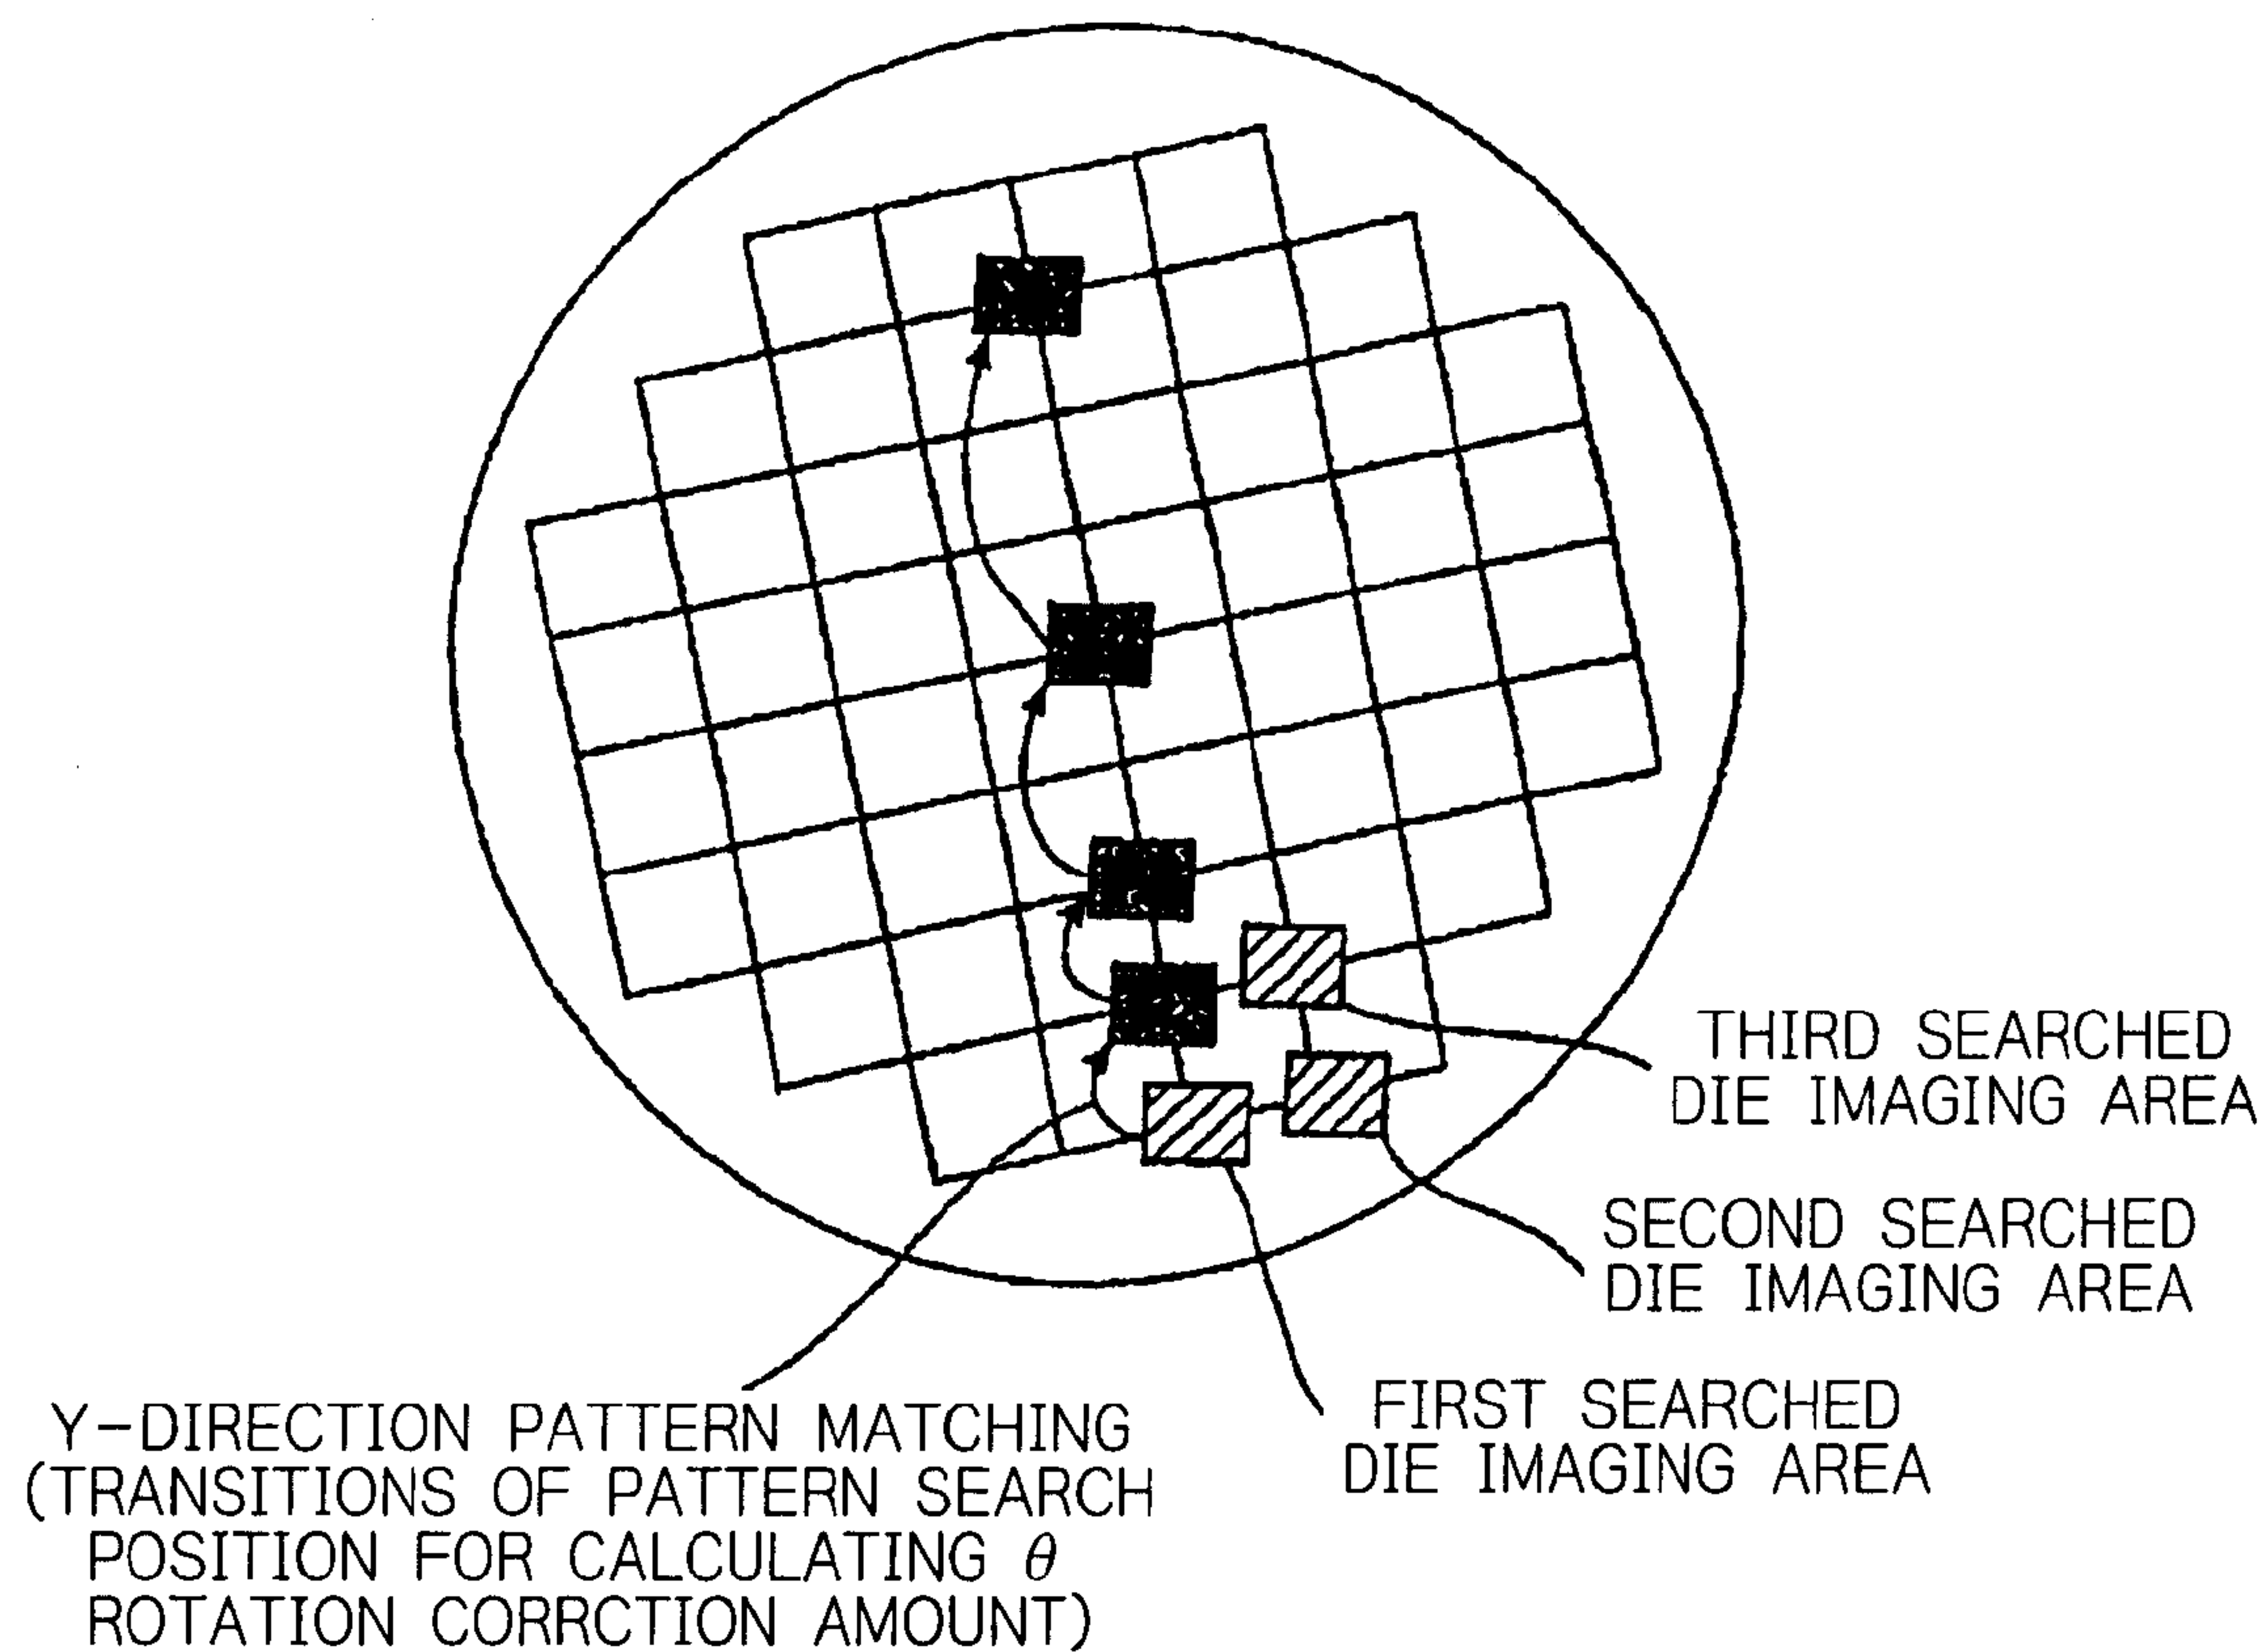 THIRD SEARCHED
DIE IMAGING AREA
SECOND SEARCHED
DIE IMAGING AREA
FIRST SEARCHED
DIE IMAGING AREA
Y-DIRECTION PATTERN MATCHING
(TRANSITIONS OF PATTERN SEARCH
POSITION FOR CALCULATING θ
ROTATION CORRCTION AMOUNT)